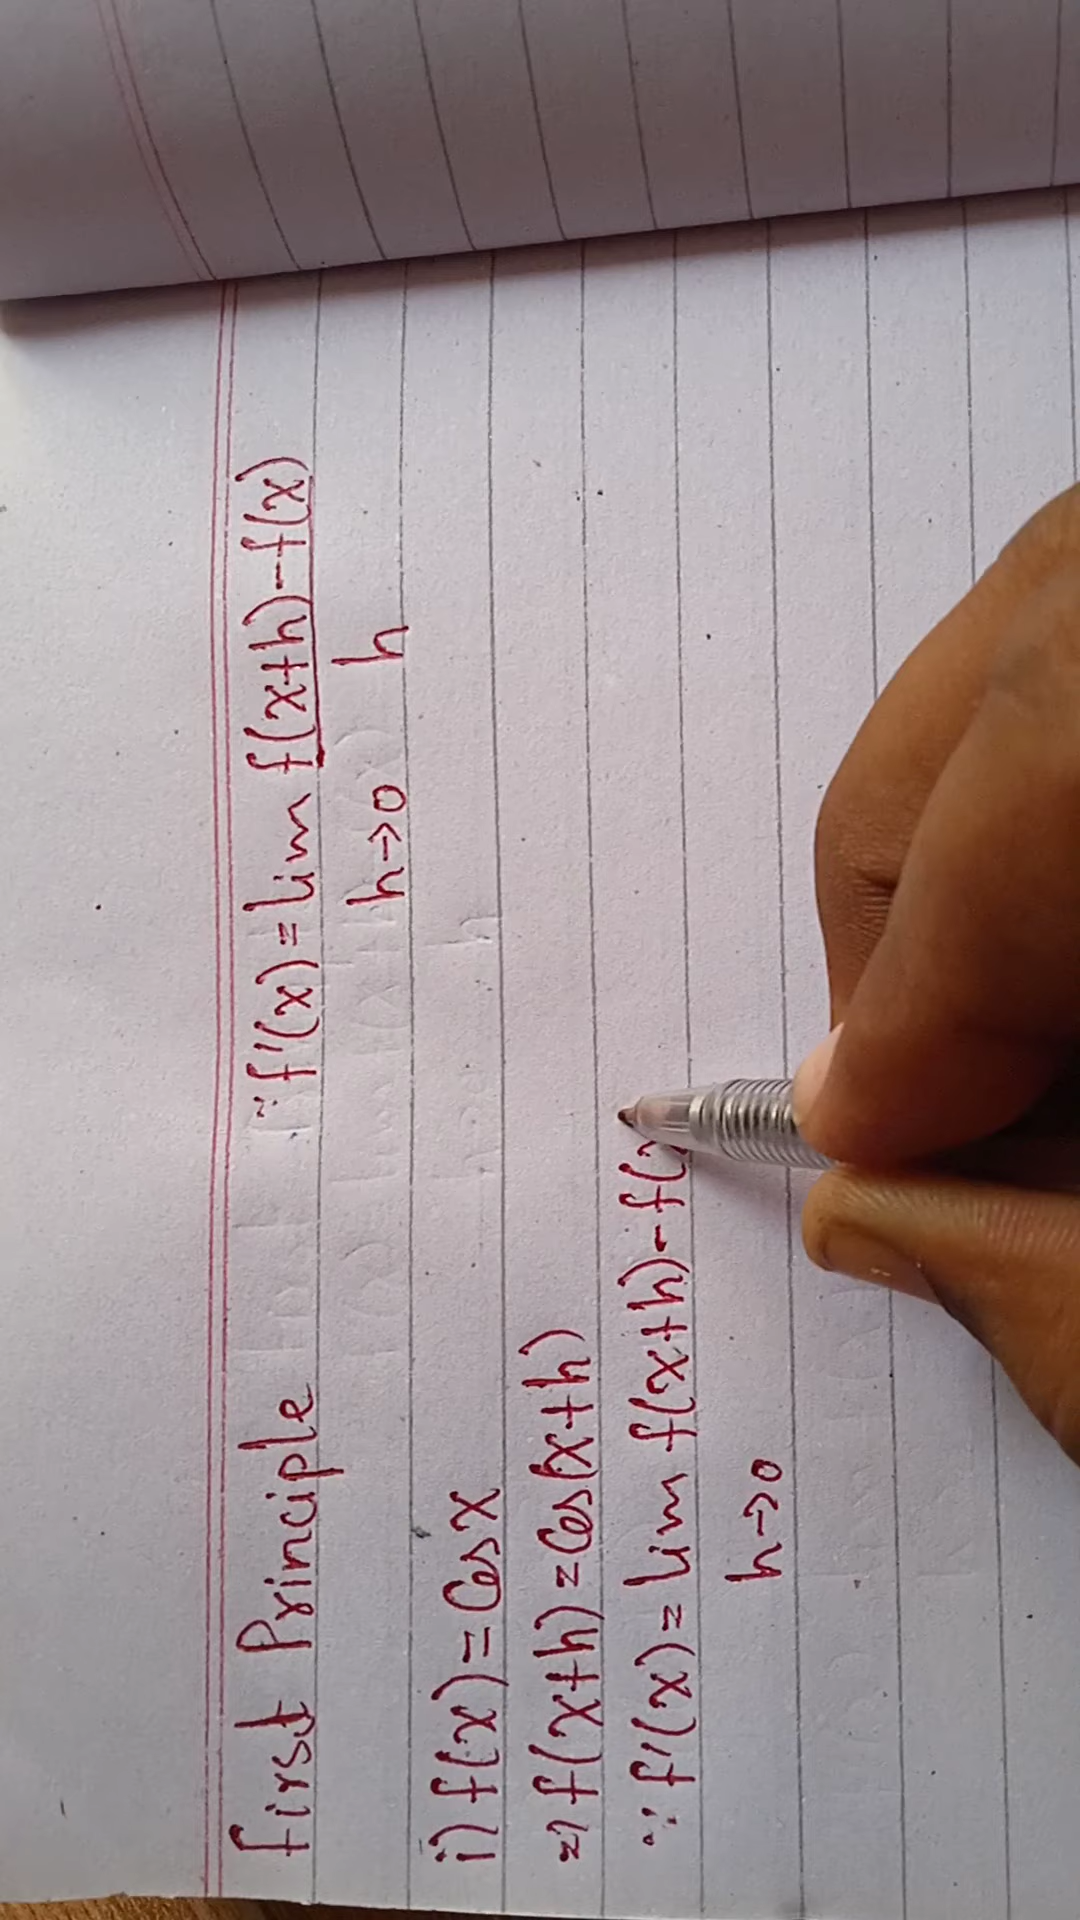 first Principle ∵ f'(x) = lim f(x+h)-f(x)
h→0 h
i) f(x) = Cos x
⇒ f(x+h) = Cos(x+h)
∵ f'(x) = lim f(x+h)-f(x
h→0